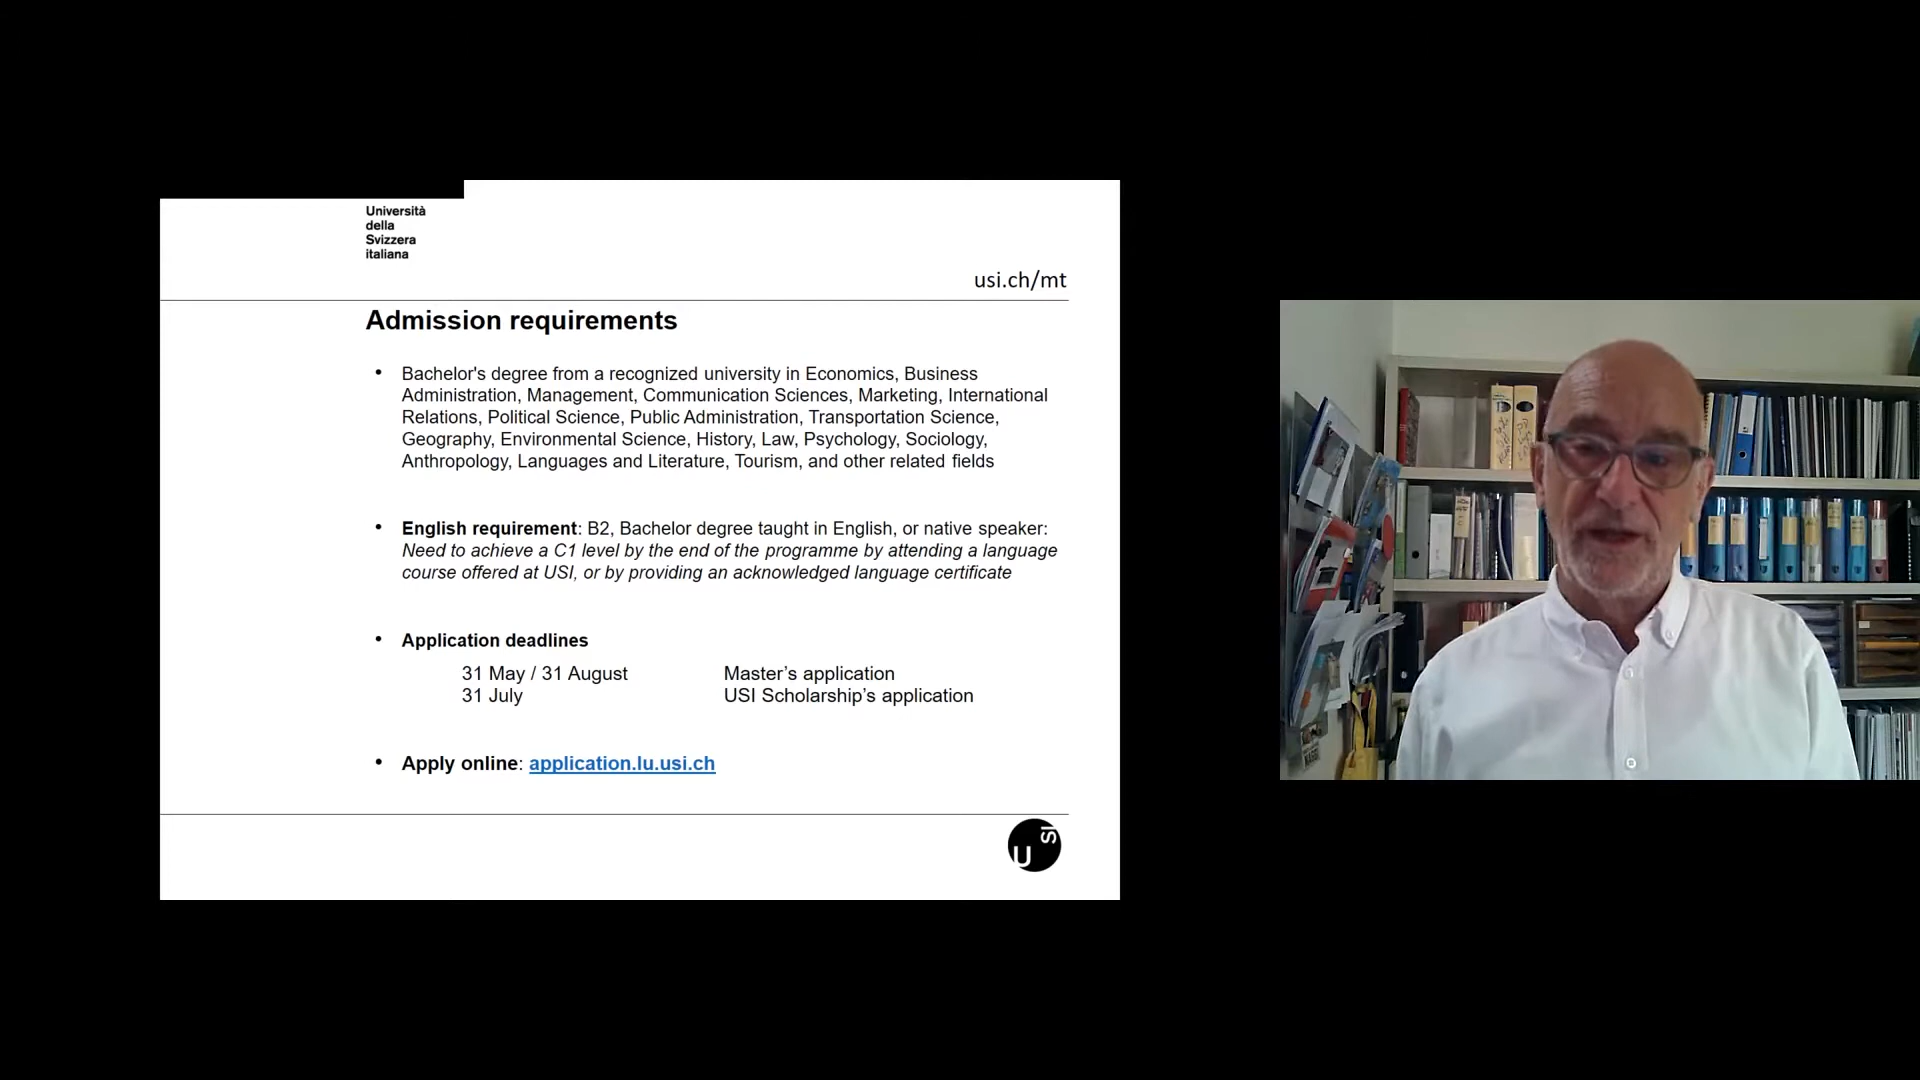 Università
della
Svizzera
italiana
usi.ch/mt
Admission requirements
• Bachelor's degree from a recognized university in Economics, Business
Administration, Management, Communication Sciences, Marketing, International
Relations, Political Science, Public Administration, Transportation Science,
Geography, Environmental Science, History, Law, Psychology, Sociology,
Anthropology, Languages and Literature, Tourism, and other related fields
• English requirement: B2, Bachelor degree taught in English, or native speaker:
Need to achieve a C1 level by the end of the programme by attending a language
course offered at USI, or by providing an acknowledged language certificate
• Application deadlines
31 May / 31 August Master’s application
31 July USI Scholarship’s application
• Apply online: application.lu.usi.ch
U SI